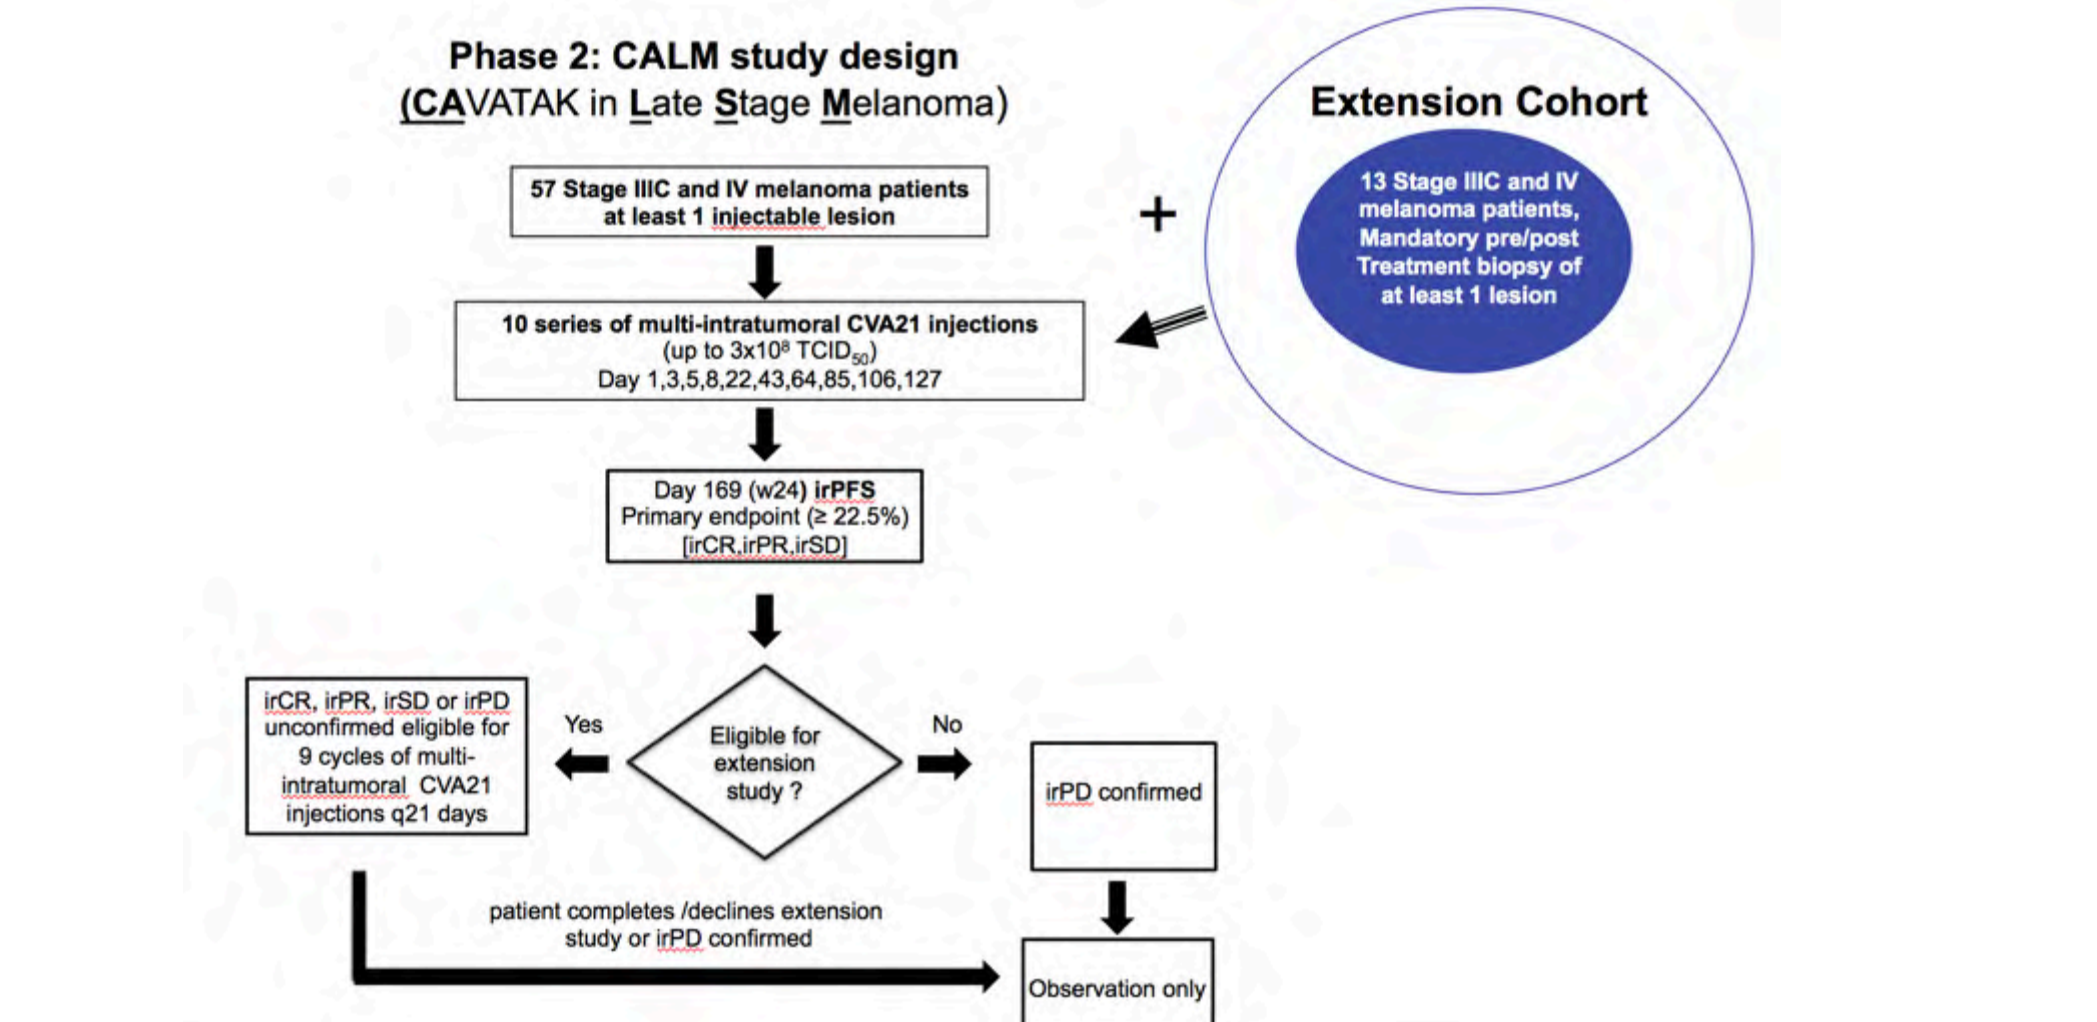 Phase 2: CALM study design
(CAVATAK in Late Stage Melanoma)
57 Stage IIIC and IV melanoma patients
at least 1 injectable lesion
+
Extension Cohort
13 Stage IIIC and IV
melanoma patients,
Mandatory pre/post
Treatment biopsy of
at least 1 lesion
10 series of multi-intratumoral CVA21 injections
(up to 3x10⁸ TCID₅₀)
Day 1,3,5,8,22,43,64,85,106,127
Day 169 (w24) irPFS
Primary endpoint (≥ 22.5%)
[irCR,irPR,irSD]
Eligible for
extension
study ?
Yes
No
irCR, irPR, irSD or irPD
unconfirmed eligible for
9 cycles of multi-
intratumoral CVA21
injections q21 days
irPD confirmed
patient completes /declines extension
study or irPD confirmed
Observation only